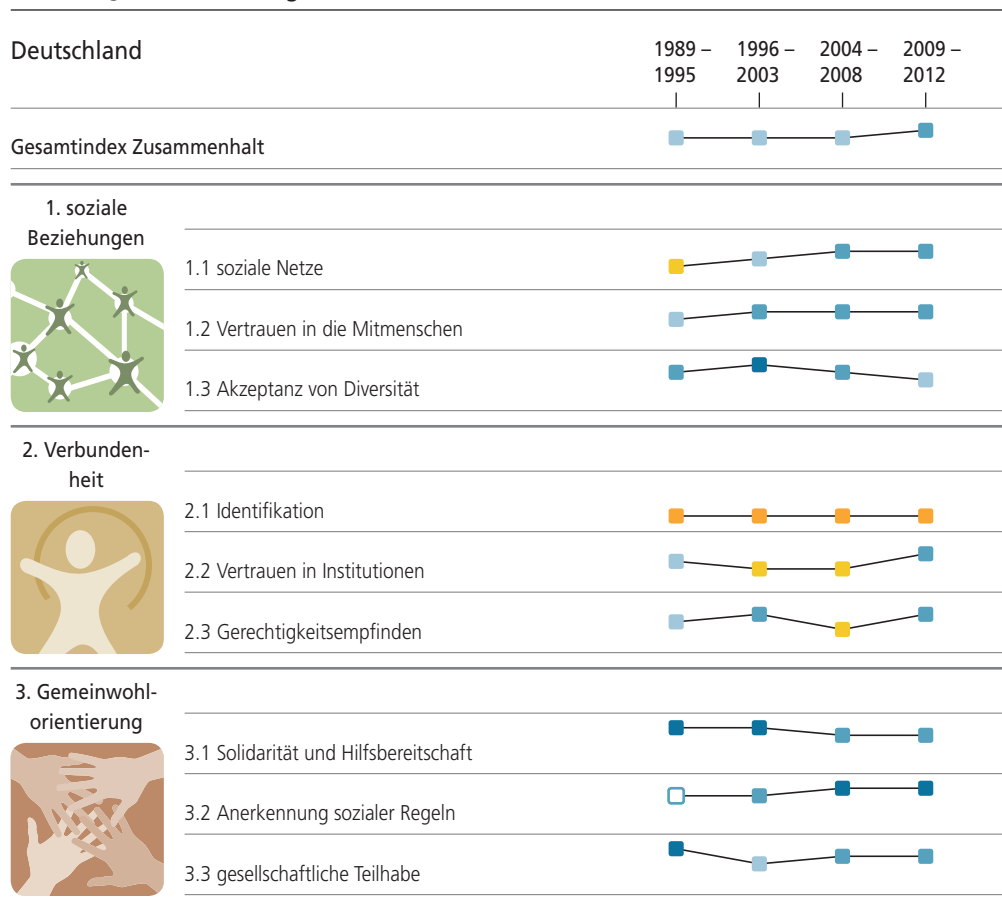 Deutschland
1989 – 1996 – 2004 – 2009 –
1995 2003 2008 2012
Gesamtindex Zusammenhalt
1. soziale
Beziehungen
1.1 soziale Netze
1.2 Vertrauen in die Mitmenschen
1.3 Akzeptanz von Diversität
2. Verbunden-
heit
2.1 Identifikation
2.2 Vertrauen in Institutionen
2.3 Gerechtigkeitsempfinden
3. Gemeinwohl-
orientierung
3.1 Solidarität und Hilfsbereitschaft
3.2 Anerkennung sozialer Regeln
3.3 gesellschaftliche Teilhabe